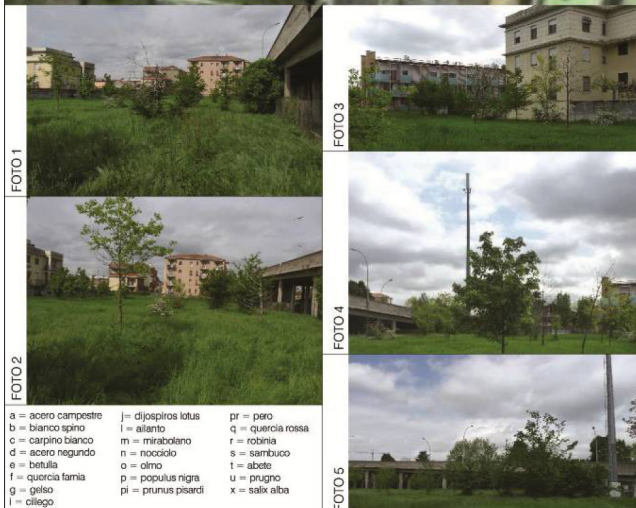 FOTO 1
FOTO 2
FOTO 3
FOTO 4
FOTO 5
a = acero campestre
b = bianco spino
c = carpino bianco
d = acero negundo
e = betulla
f = quercia farnia
g = gelso
i = ciliego
j= dijospiros lotus
l = ailanto
m = mirabolano
n = nocciolo
o = olmo
p = populus nigra
pi = prunus pisardi
pr = pero
q = quercia rossa
r = robinia
s = sambuco
t = abete
u = prugno
x = salix alba